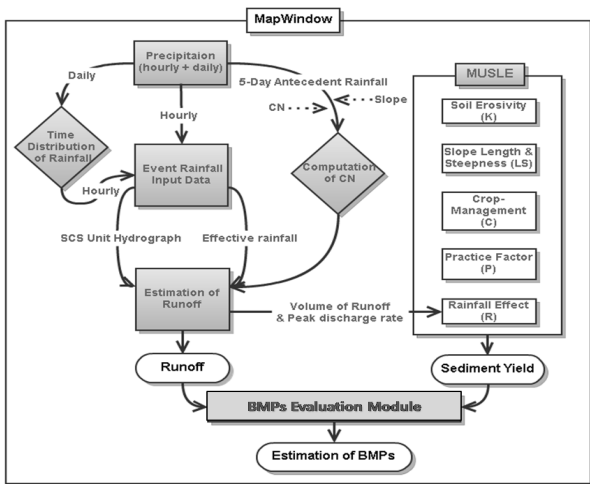 MapWindow
Precipitaion
(hourly + daily)
Daily
5-Day Antecedent Rainfall
CN
Slope
Hourly
Time
Distribution
of Rainfall
Hourly
Event Rainfall
Input Data
Computation
of CN
SCS Unit Hydrograph
Effective rainfall
Estimation of
Runoff
Volume of Runoff
& Peak discharge rate
MUSLE
Soil Erosivity
(K)
Slope Length &
Steepness (LS)
Crop-
Management
(C)
Practice Factor
(P)
Rainfall Effect
(R)
Runoff
Sediment Yield
BMPs Evaluation Module
Estimation of BMPs